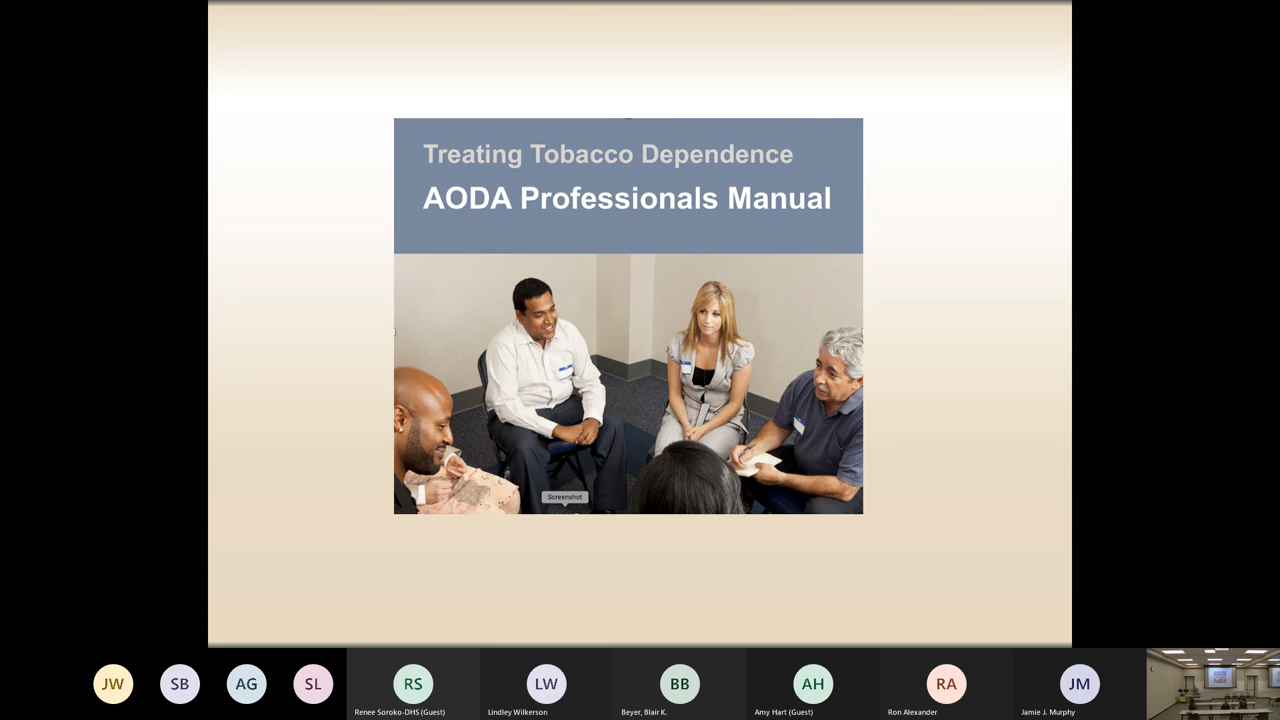 Treating Tobacco Dependence
AODA Professionals Manual
Screenshot
JW
SB
AG
SL
RS
LW
BB
AH
RA
JM
Renee Soroko-DHS (Guest)
Lindley Wilkerson
Beyer, Blair K.
Amy Hart (Guest)
Ron Alexander
Jamie J. Murphy